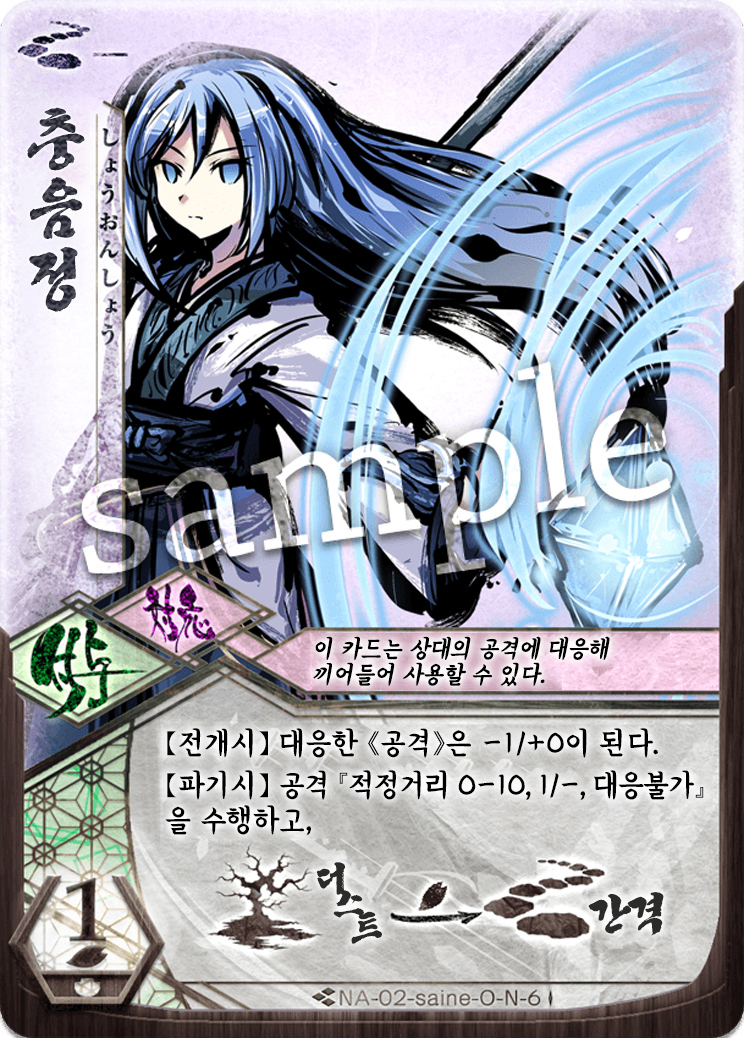 충음정
しょうおんしょう
sample
부여
対応
이 카드는 상대의 공격에 대응해
끼어들어 사용할 수 있다.
【전개시】 대응한 《공격》은 -1/+0이 된다.
【파기시】 공격 『적정거리 0-10, 1/-, 대응불가』
을 수행하고,
더스트
간격
1
NA-02-saine-O-N-6